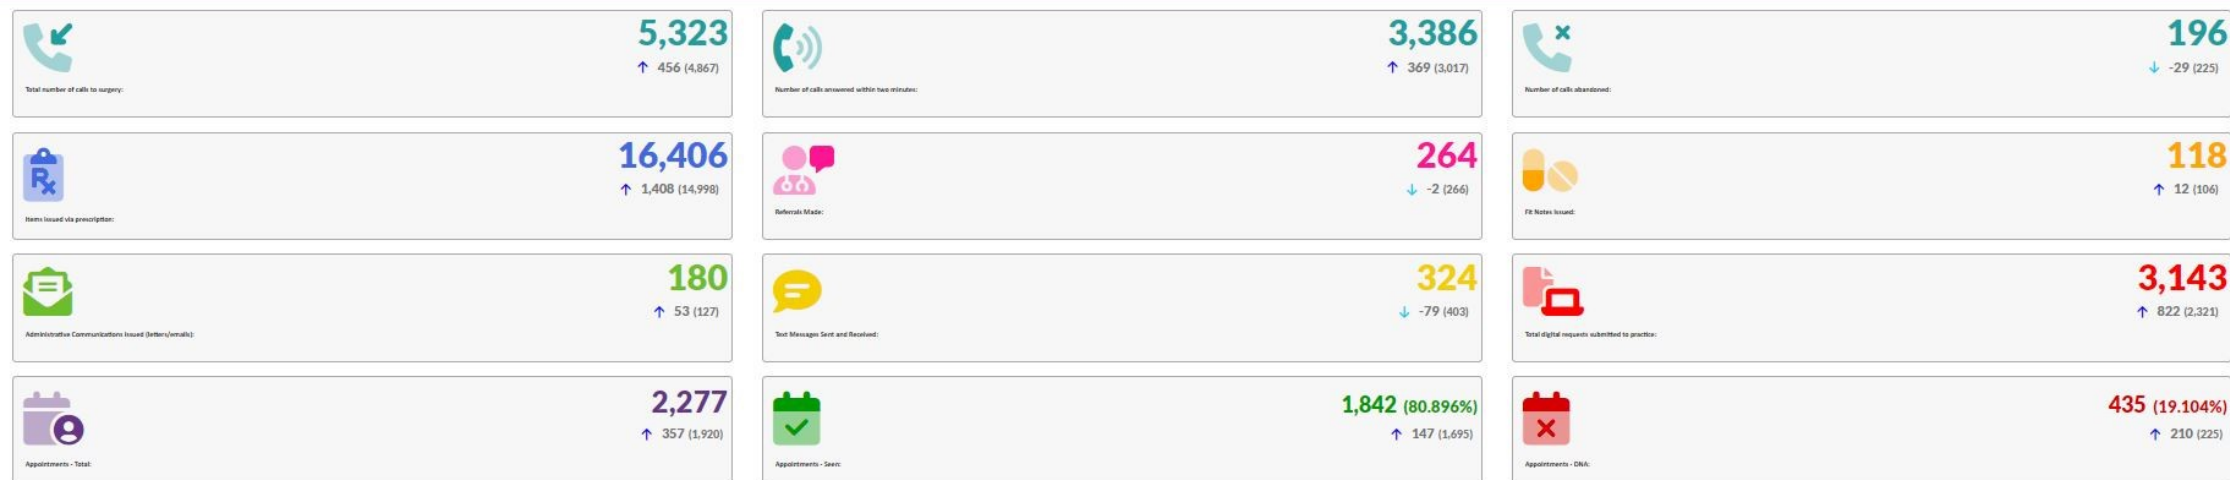 5,323
↑ 456 (4,867)
Total number of calls to surgery:
3,386
↑ 369 (3,017)
Number of calls answered within two minutes:
196
↓ -29 (225)
Number of calls abandoned:
Rx
16,406
↑ 1,408 (14,998)
Items issued via prescription:
264
↓ -2 (266)
Referrals Made:
118
↑ 12 (106)
Fit Notes Issued:
180
↑ 53 (127)
Administrative Communications Issued (letters/emails):
324
↓ -79 (403)
Text Messages Sent and Received:
3,143
↑ 822 (2,321)
Total digital requests submitted to practice:
2,277
↑ 357 (1,920)
Appointments - Total:
1,842 (80.896%)
↑ 147 (1,695)
Appointments - Seen:
435 (19.104%)
↑ 210 (225)
Appointments - DNA: